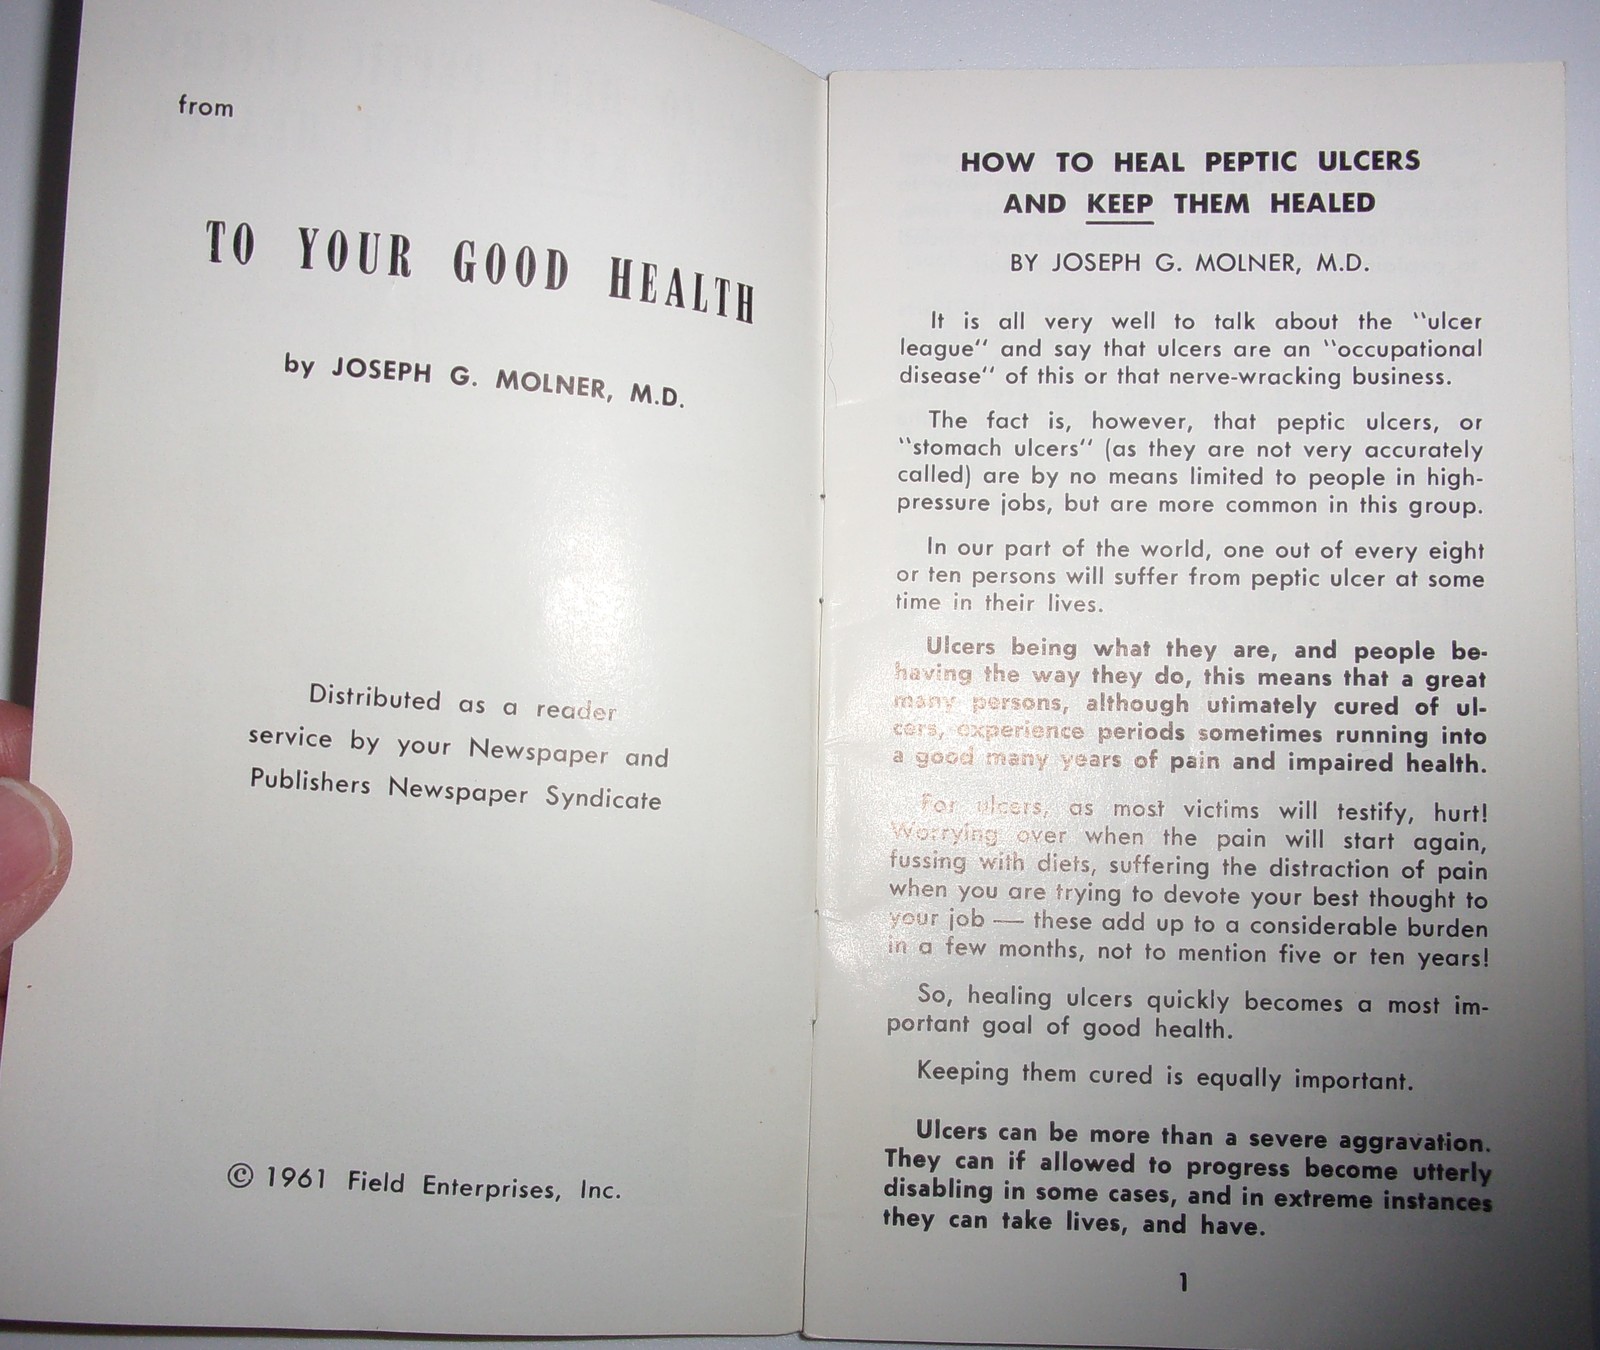 from
TO YOUR GOOD HEALTH
by JOSEPH G. MOLNER, M.D.
Distributed as a reader
service by your Newspaper and
Publishers Newspaper Syndicate
© 1961 Field Enterprises, Inc.
HOW TO HEAL PEPTIC ULCERS
AND KEEP THEM HEALED
BY JOSEPH G. MOLNER, M.D.
It is all very well to talk about the "ulcer
league" and say that ulcers are an "occupational
disease" of this or that nerve-wracking business.
The fact is, however, that peptic ulcers, or
"stomach ulcers" (as they are not very accurately
called) are by no means limited to people in high-
pressure jobs, but are more common in this group.
In our part of the world, one out of every eight
or ten persons will suffer from peptic ulcer at some
time in their lives.
Ulcers being what they are, and people be-
having the way they do, this means that a great
many persons, although utimately cured of ul-
cers, experience periods sometimes running into
a good many years of pain and impaired health.
For ulcers, as most victims will testify, hurt!
Worrying over when the pain will start again,
fussing with diets, suffering the distraction of pain
when you are trying to devote your best thought to
your job — these add up to a considerable burden
in a few months, not to mention five or ten years!
So, healing ulcers quickly becomes a most im-
portant goal of good health.
Keeping them cured is equally important.
Ulcers can be more than a severe aggravation.
They can if allowed to progress become utterly
disabling in some cases, and in extreme instances
they can take lives, and have.
1